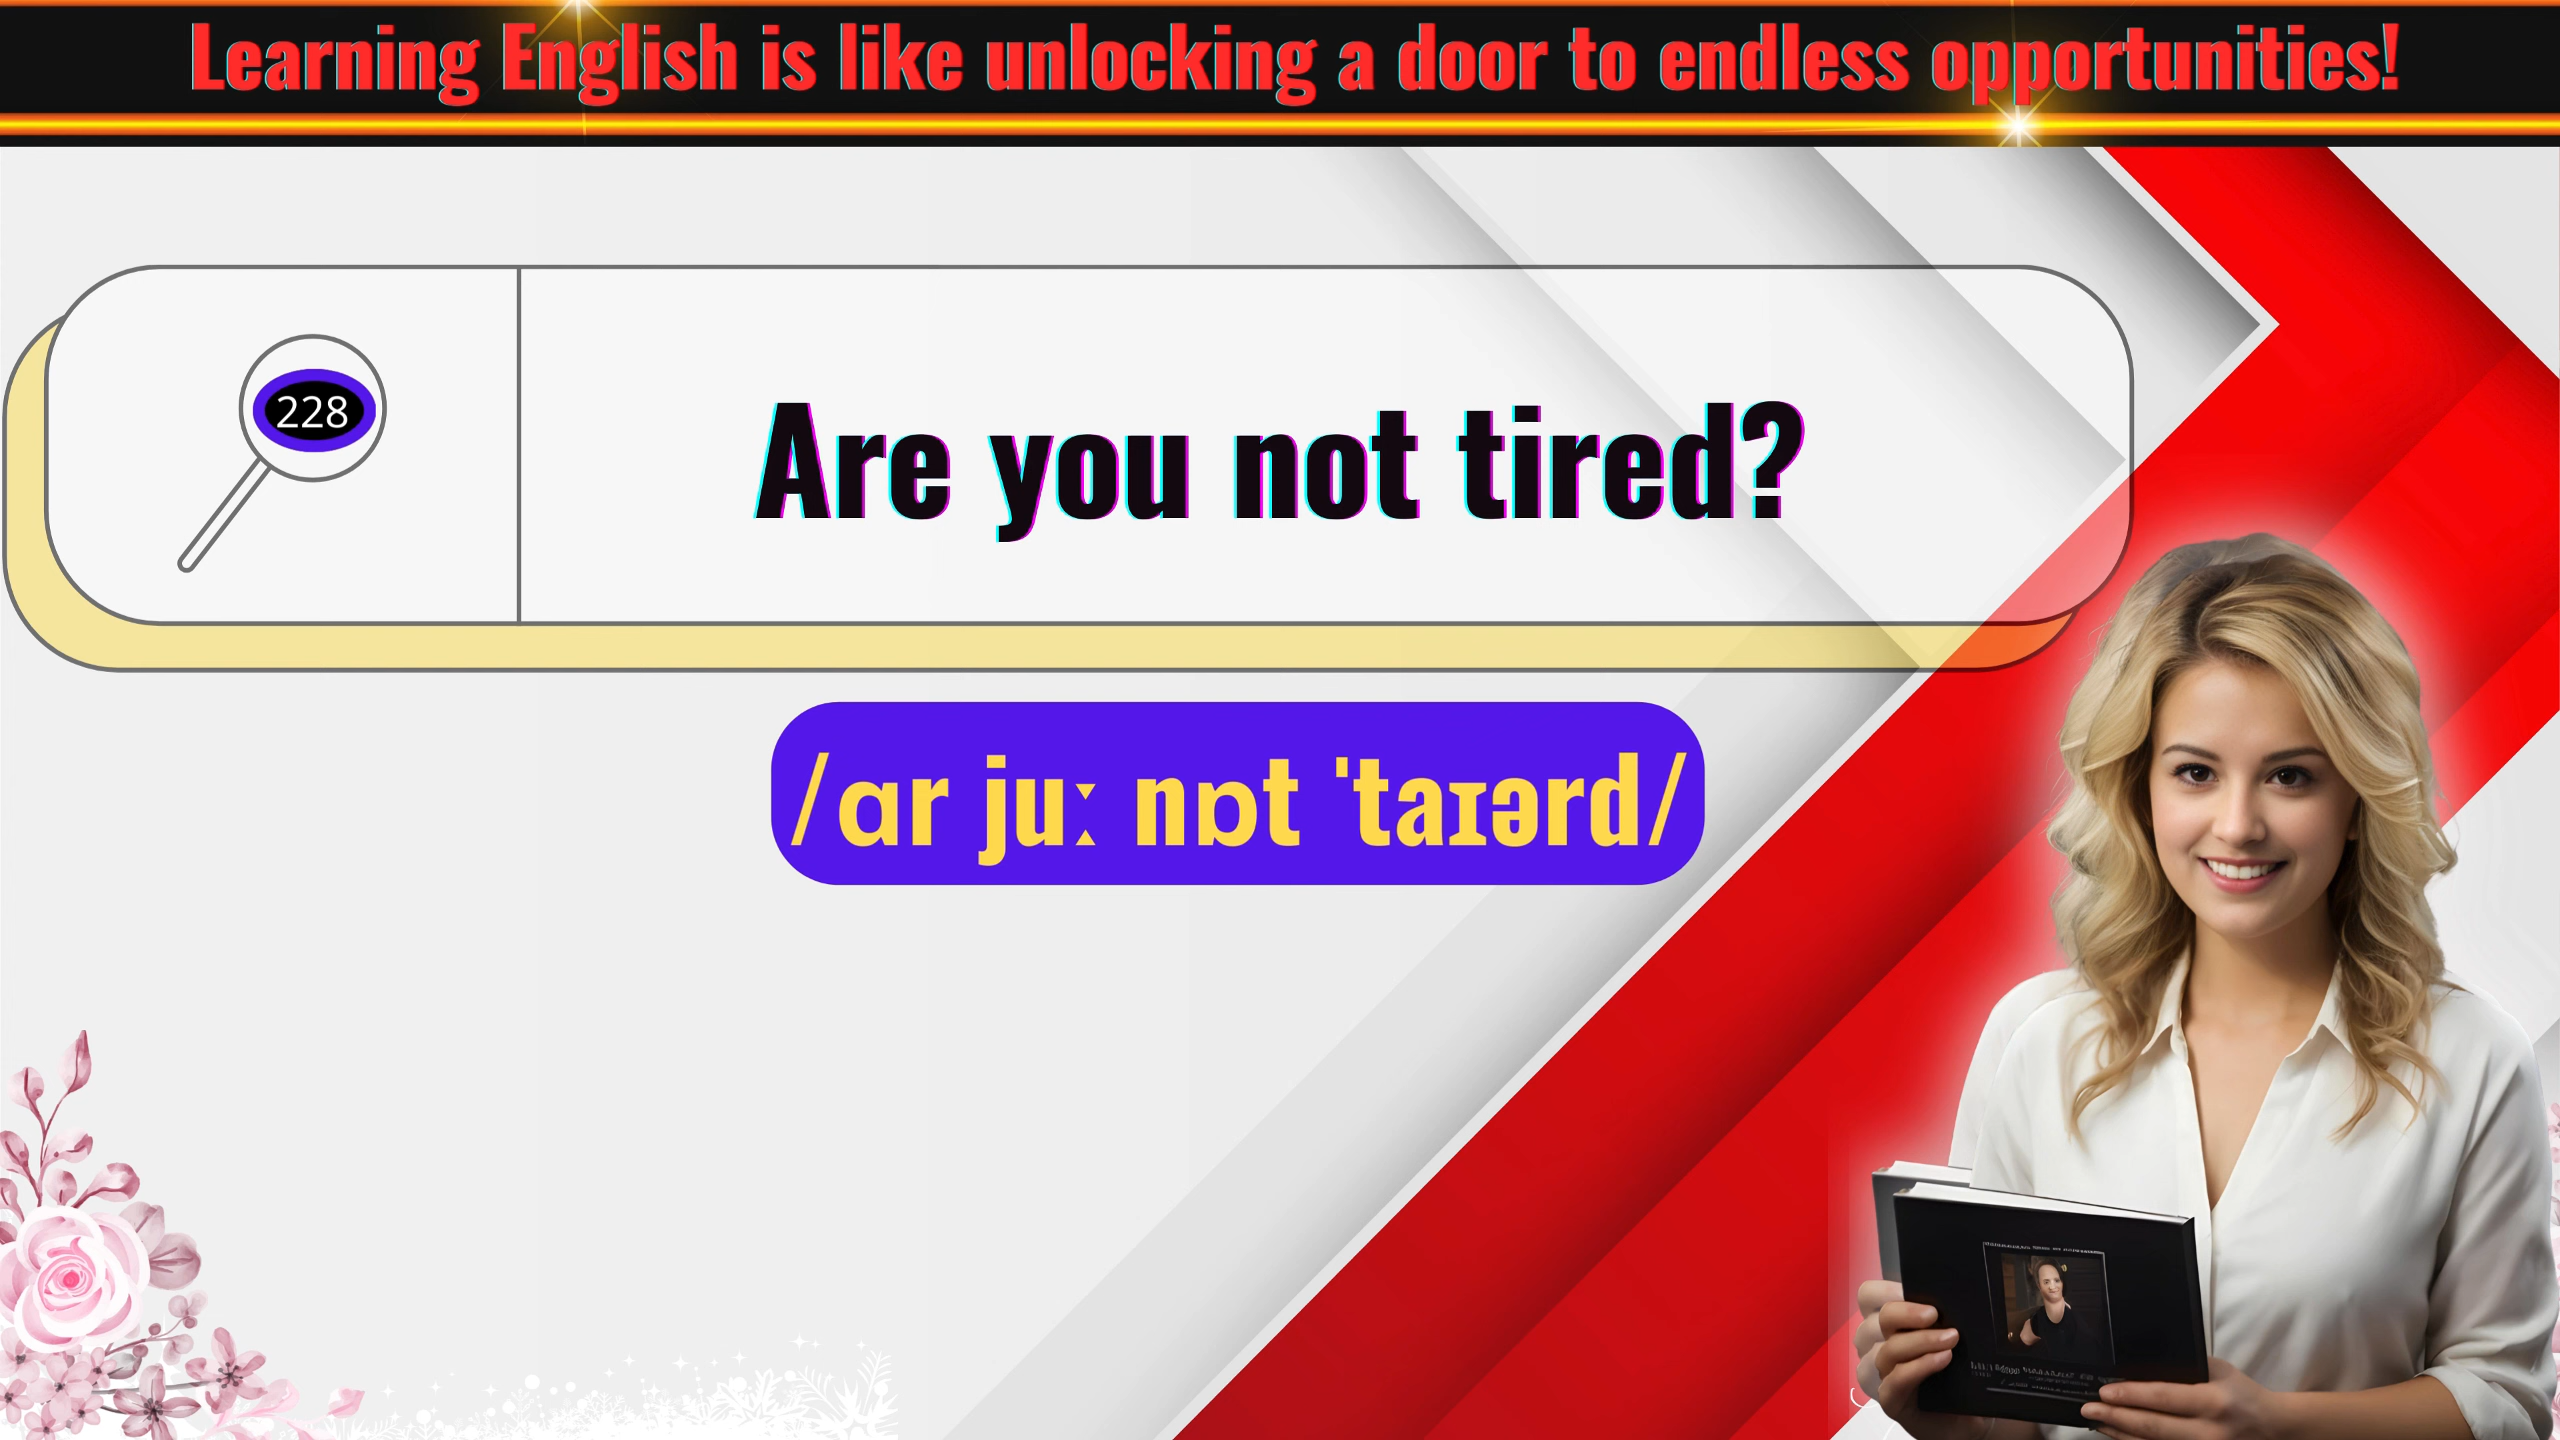 Learning English is like unlocking a door to endless opportunities!
228
Are you not tired?
/ɑr juː nɒt ˈtaɪərd/